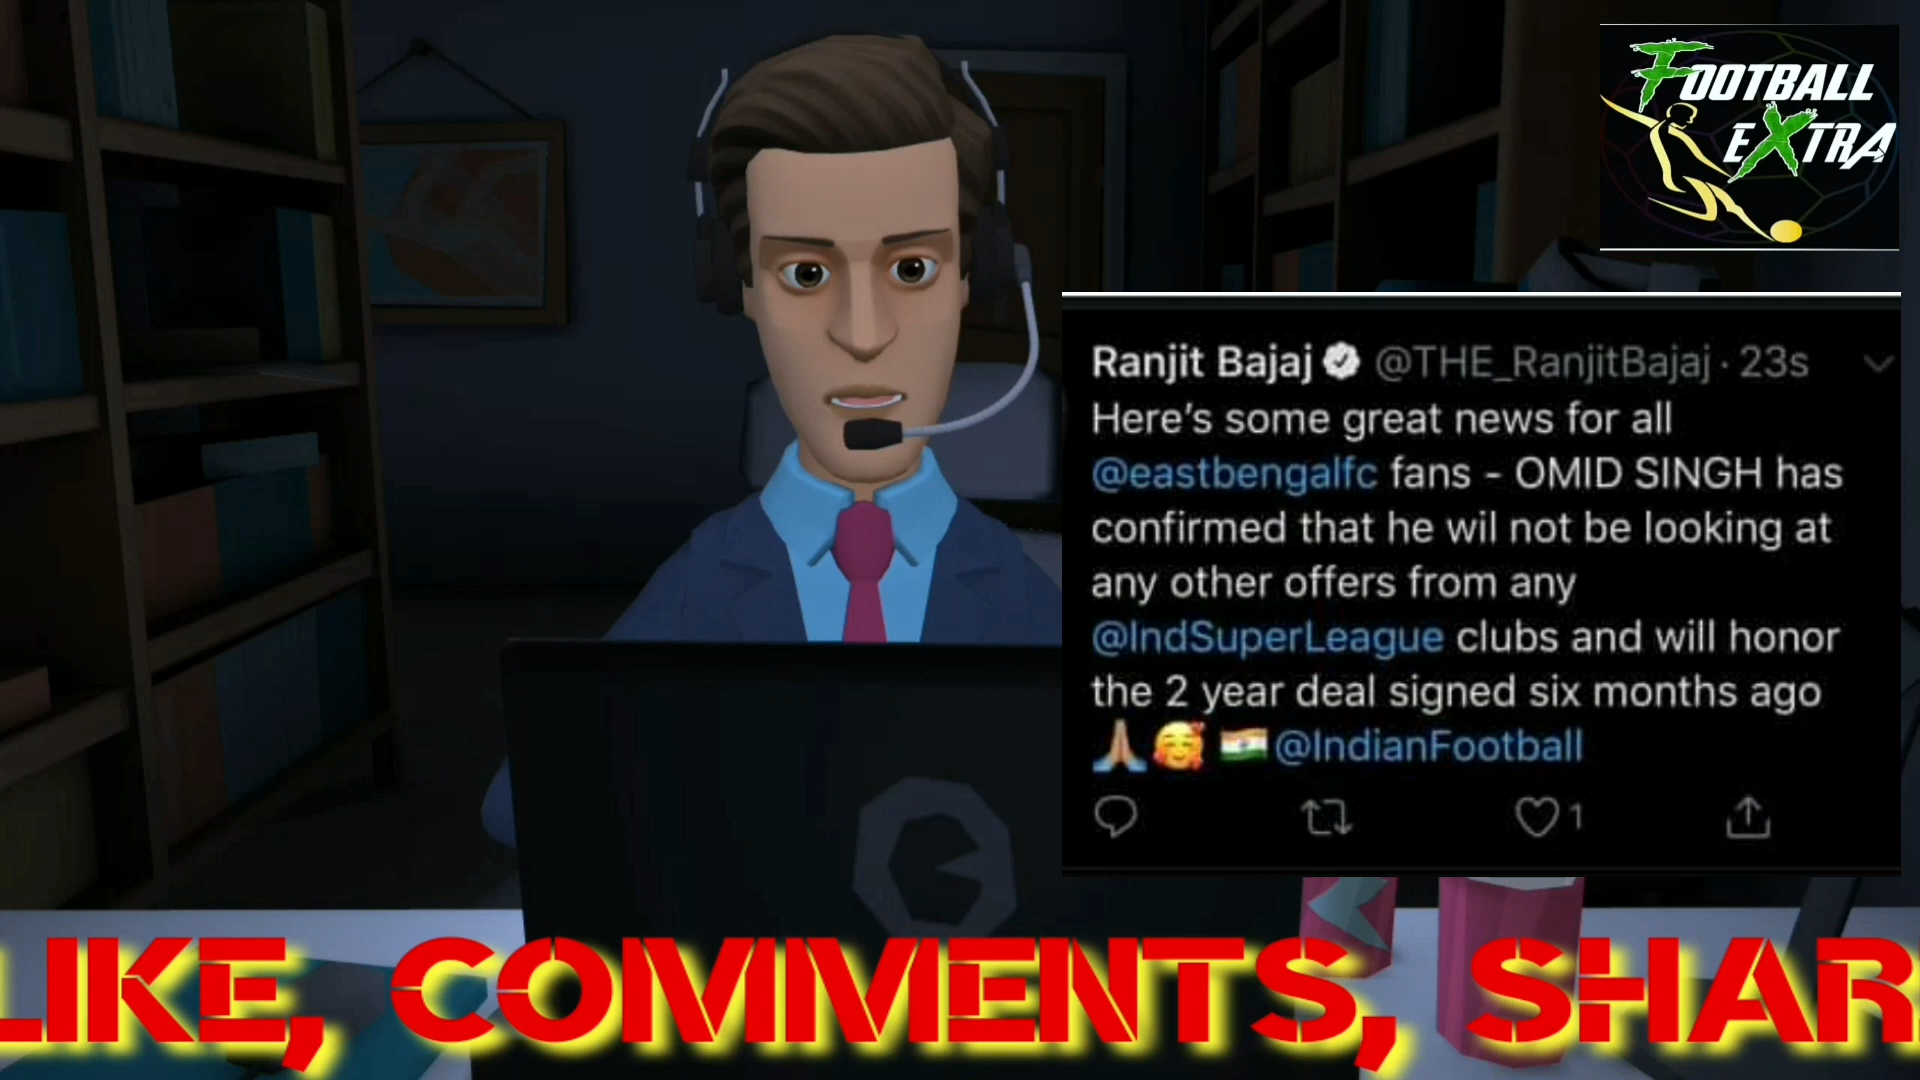 FOOTBALL
EXTRA
Ranjit Bajaj @THE_RanjitBajaj · 23s
Here's some great news for all
@eastbengalfc fans - OMID SINGH has
confirmed that he wil not be looking at
any other offers from any
@IndSuperLeague clubs and will honor
the 2 year deal signed six months ago
🙏🏽🥰 🇮🇳@IndianFootball
1
LIKE, COMMENTS, SHAR